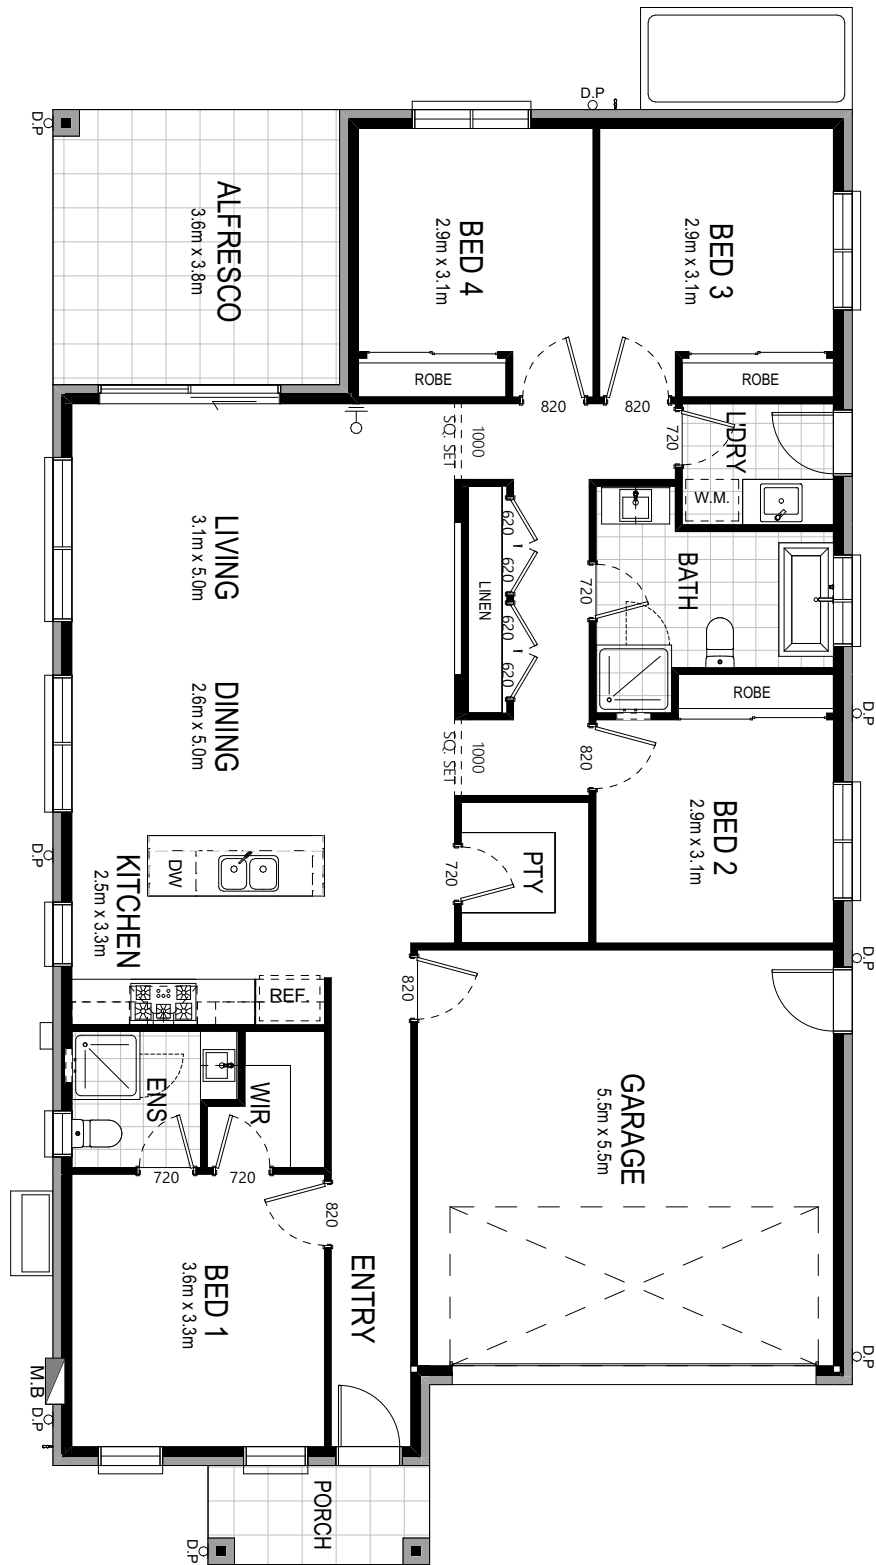 D.P
D.P
ALFRESCO
3.6m x 3.8m
BED 4
2.9m x 3.1m
BED 3
2.9m x 3.1m
ROBE
ROBE
820
820
1000
SQ. SET
720
L'DRY
W.M.
LIVING
3.1m x 5.0m
620
620
620
620
LINEN
720
BATH
ROBE
D.P
DINING
2.6m x 5.0m
1000
SQ. SET
820
BED 2
2.9m x 3.1m
D.P
KITCHEN
2.5m x 3.3m
DW
720
PTY
D.P
REF.
820
ENS
WIR
GARAGE
5.5m x 5.5m
720
720
820
BED 1
3.6m x 3.3m
ENTRY
M.B
D.P
D.P
PORCH
D.P